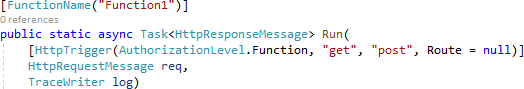 [FunctionName("Function1")]
0 references
public static async Task<HttpResponseMessage> Run(
[HttpTrigger(AuthorizationLevel.Function, "get", "post", Route = null)]
HttpRequestMessage req,
TraceWriter log)